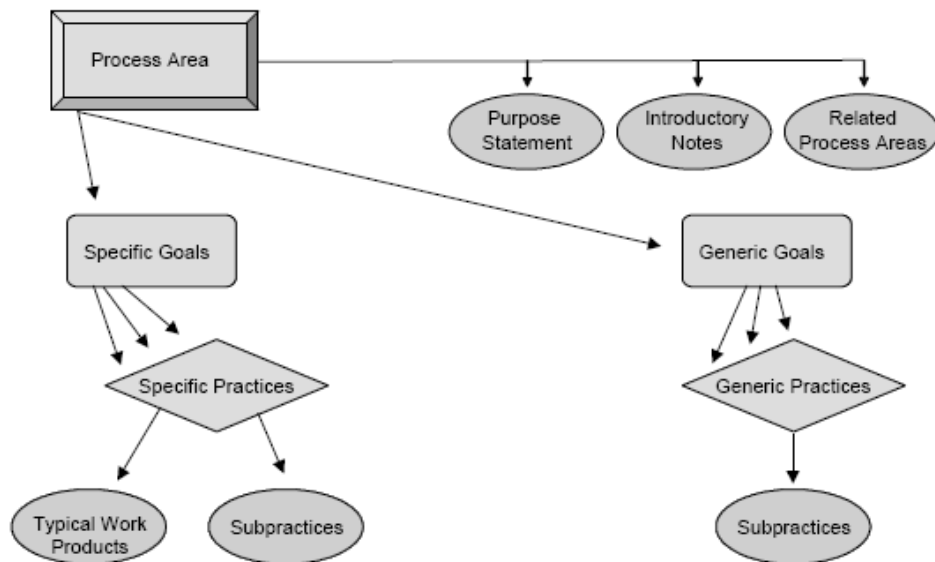 Process Area
Purpose
Statement
Introductory
Notes
Related
Process Areas
Specific Goals
Generic Goals
Specific Practices
Generic Practices
Typical Work
Products
Subpractices
Subpractices